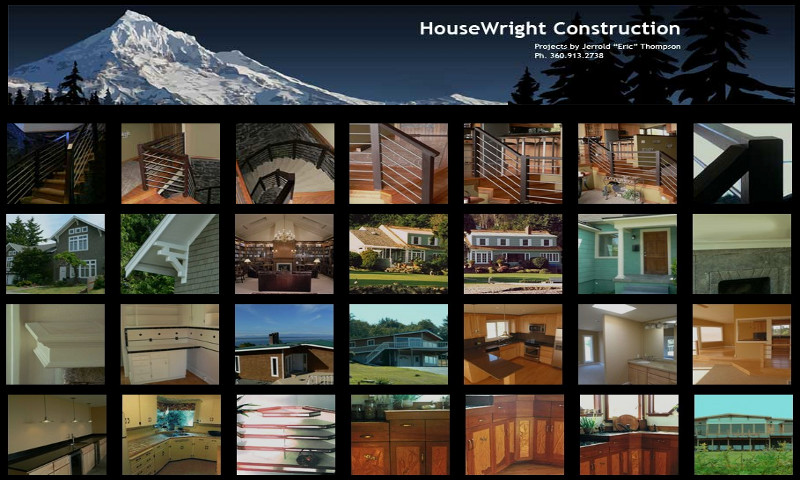 HouseWright Construction
Projects by Jerrold "Eric" Thompson
Ph. 360.913.2738